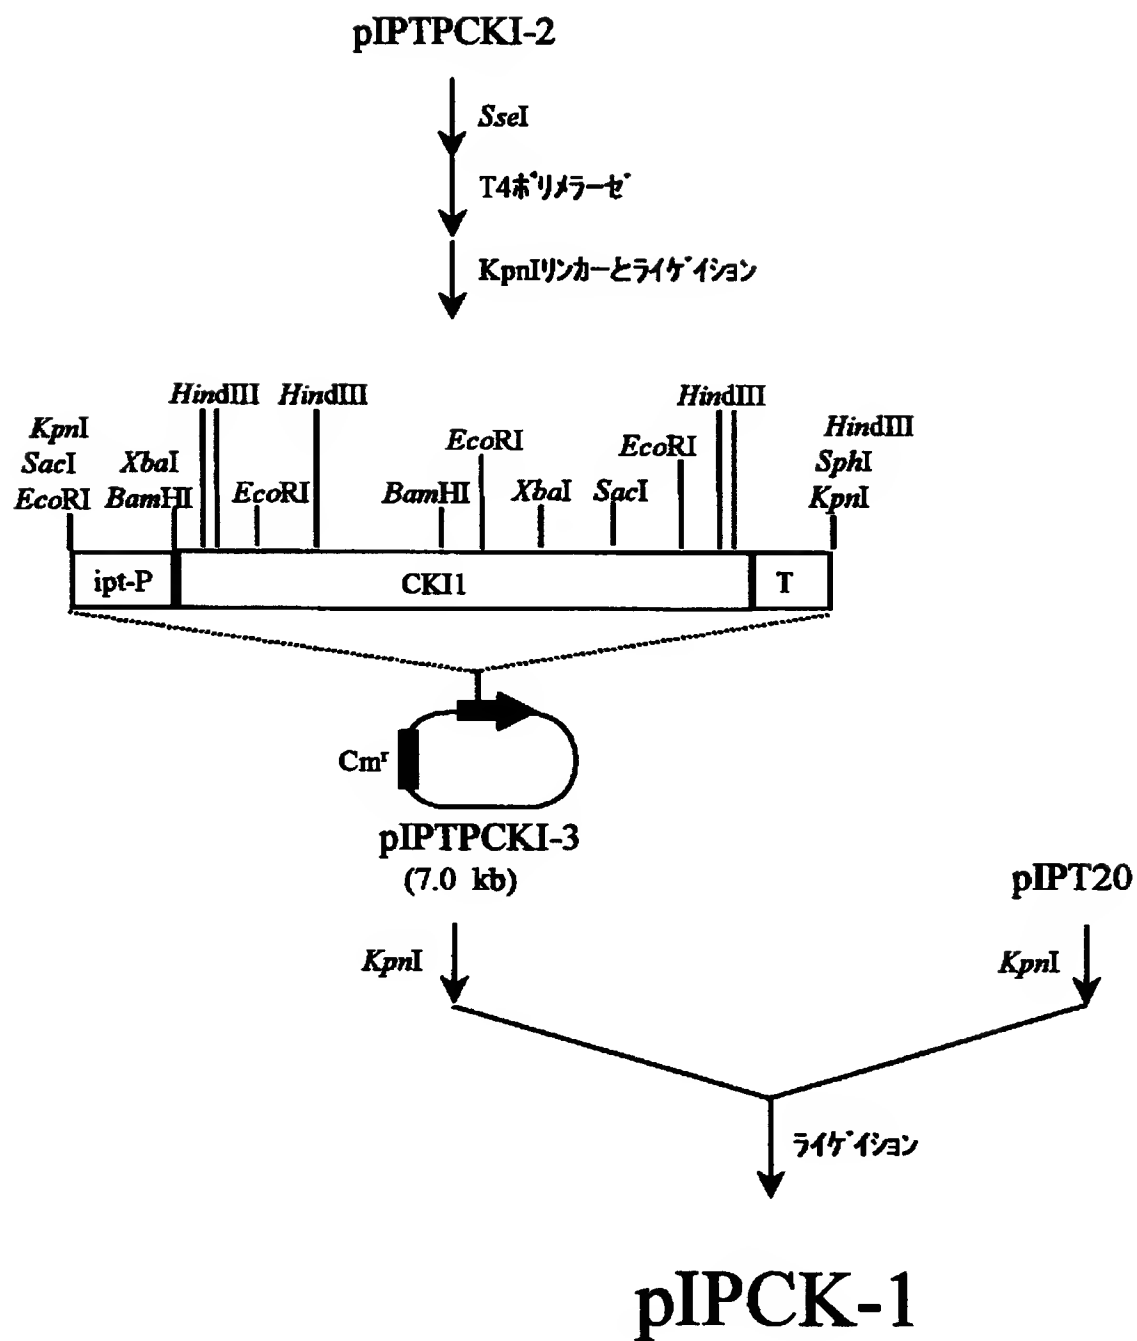 pIPTPCKI-2
SseI
T4ポリメラーゼ
KpnIリンカーとライゲイション
HindIII HindIII HindIII
KpnI
SacI
EcoRI
XbaI
BamHI
EcoRI
BamHI
EcoRI
XbaI
SacI
EcoRI
HindIII
SphI
KpnI
ipt-P
CKI1
T
Cmʳ
pIPTPCKI-3
(7.0 kb)
pIPT20
KpnI
KpnI
ライゲイション
pIPCK-1